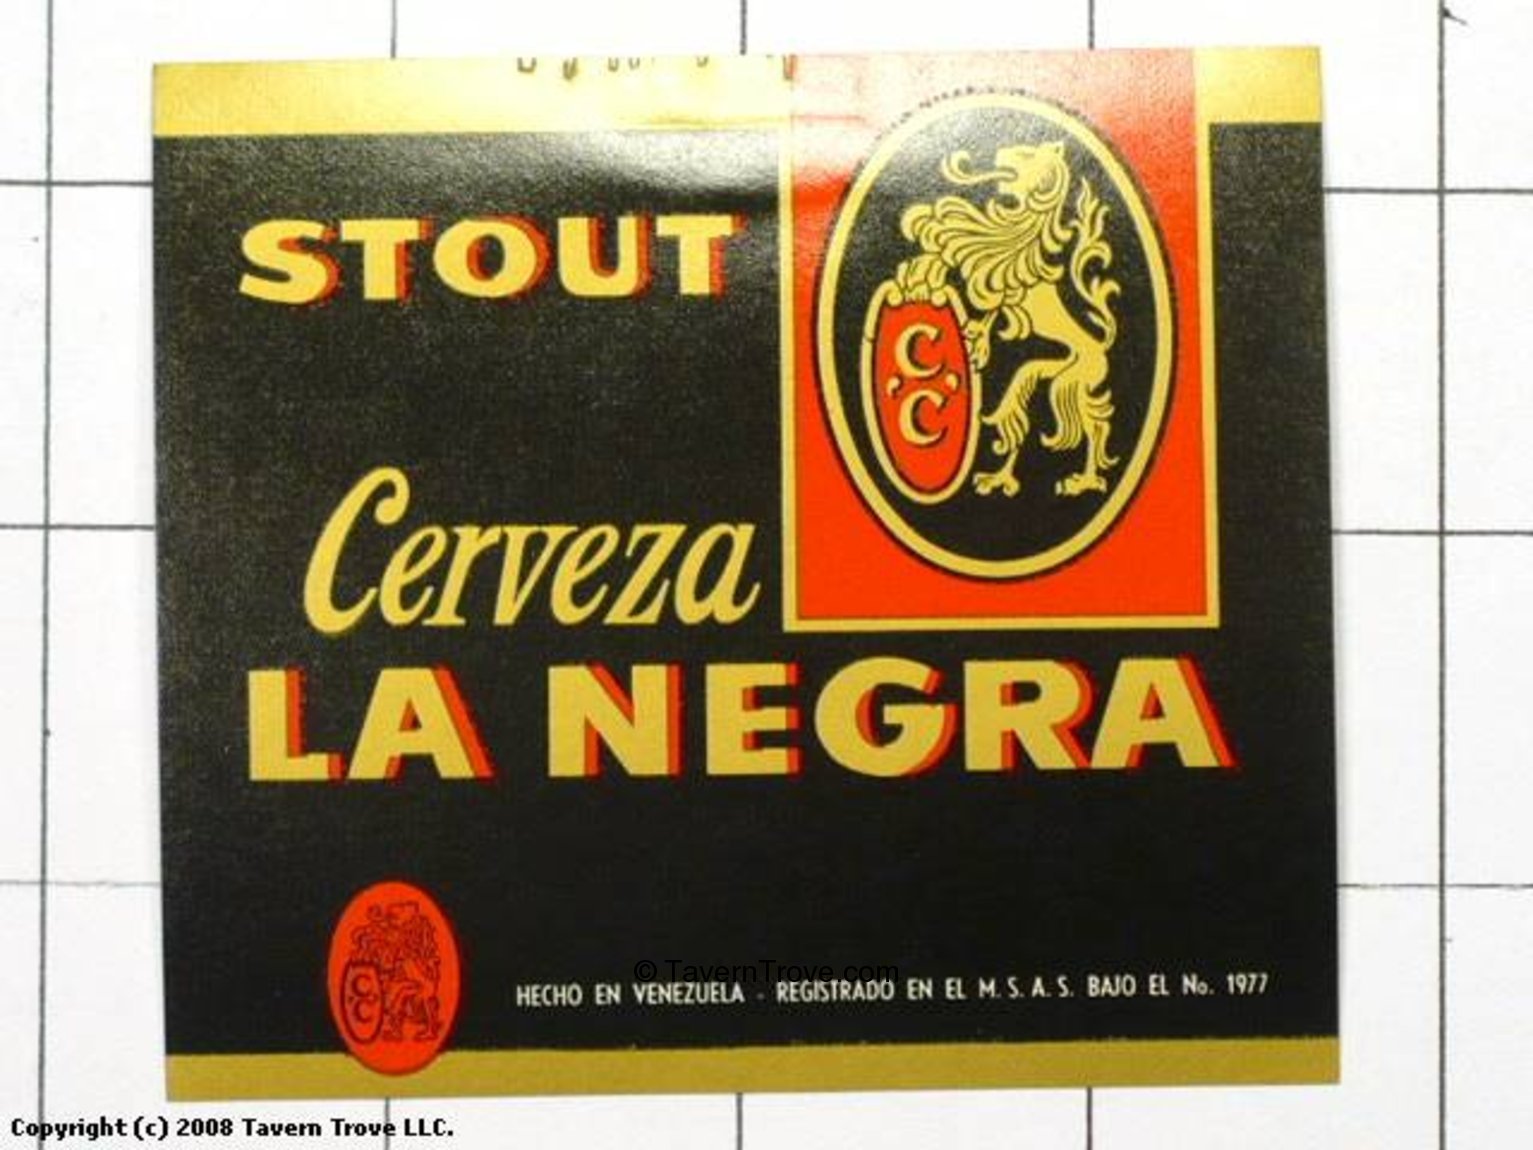 STOUT
C
C
Cerveza
LA NEGRA
C
C
© TavernTrove.com
HECHO EN VENEZUELA - REGISTRADO EN EL M. S. A. S. BAJO EL No. 1977
Copyright (c) 2008 Tavern Trove LLC.